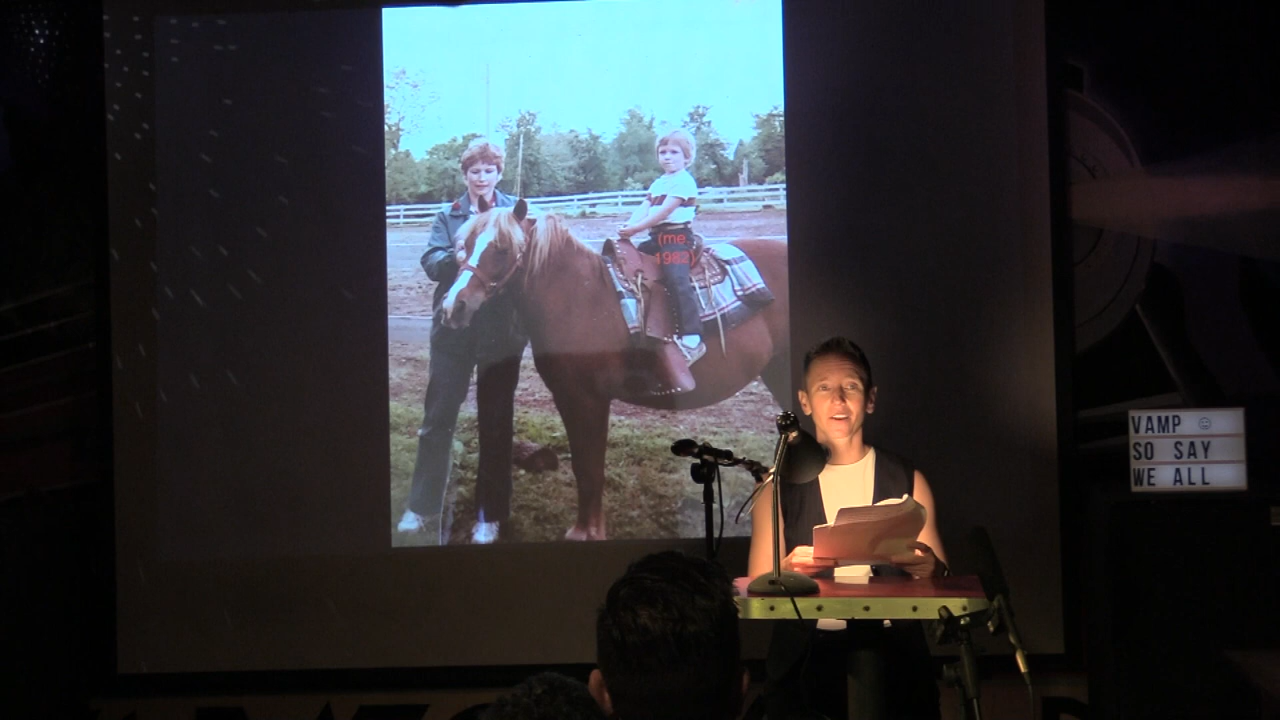 (me
1982)
VAMP ☺
SO SAY
WE ALL